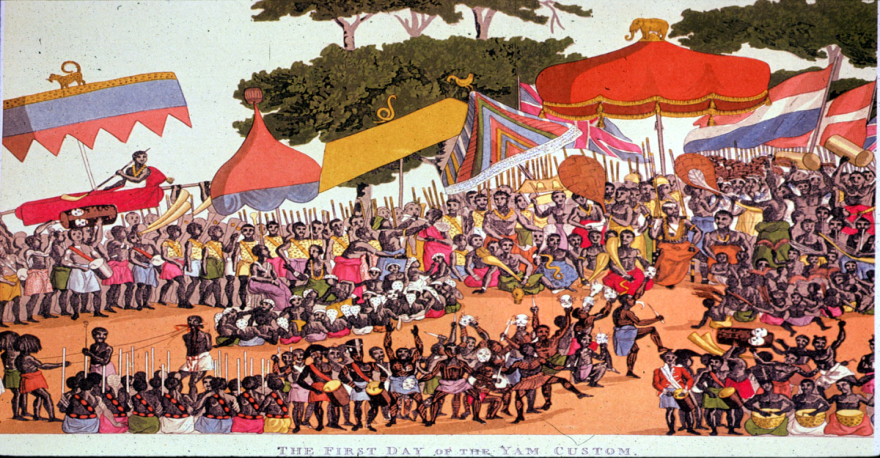 THE FIRST DAY OF THE YAM CUSTOM.